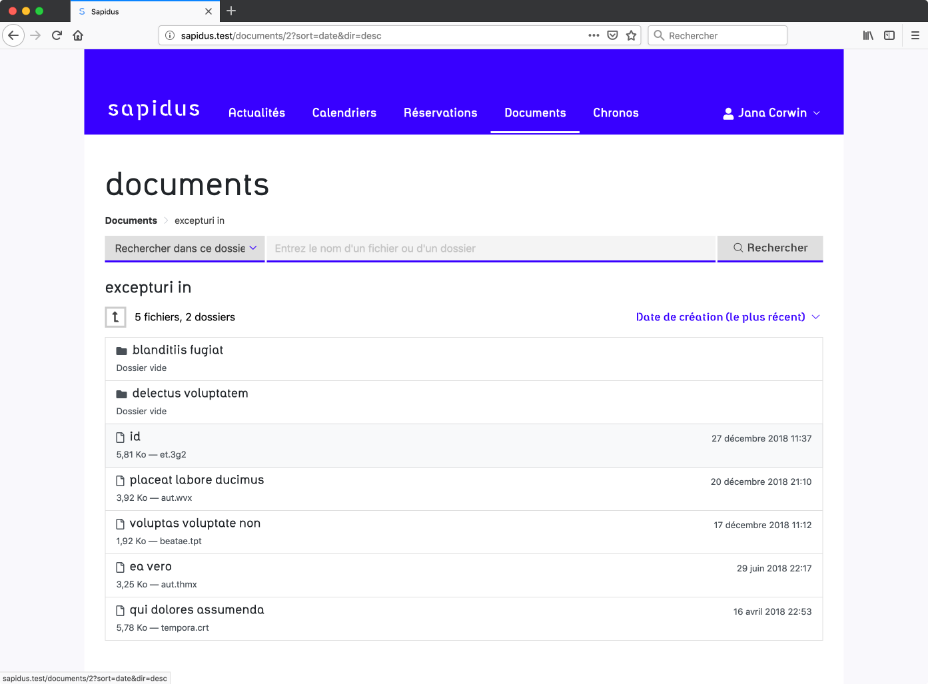 Sapidus
sapidus.test/documents/2?sort=date&dir=desc
Rechercher
sapidus
Actualités
Calendriers
Réservations
Documents
Chronos
Jana Corwin
documents
Documents
excepturi in
Rechercher dans ce dossie
Entrez le nom d'un fichier ou d'un dossier
Rechercher
excepturi in
5 fichiers, 2 dossiers
Date de création (le plus récent)
blanditiis fugiat
Dossier vide
delectus voluptatem
Dossier vide
id
27 décembre 2018 11:37
5,81 Ko — et.3g2
placeat labore ducimus
20 décembre 2018 21:10
3,92 Ko — aut.wvx
voluptas voluptate non
17 décembre 2018 11:12
1,92 Ko — beatae.tpt
ea vero
29 juin 2018 22:17
3,25 Ko — aut.thmx
qui dolores assumenda
16 avril 2018 22:53
5,78 Ko — tempora.crt
sapidus.test/documents/2?sort=date&dir=desc